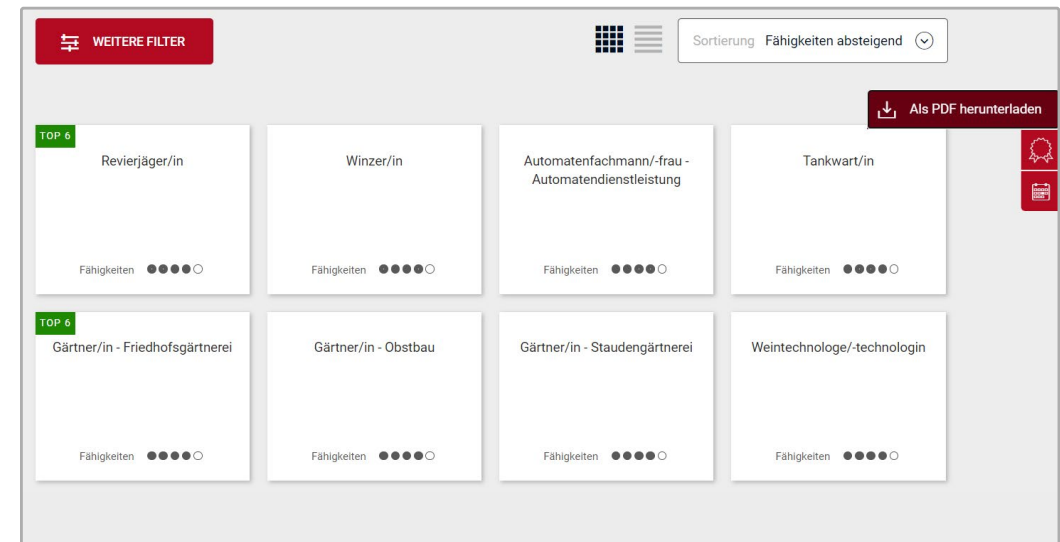 WEITERE FILTER
Sortierung Fähigkeiten absteigend
Als PDF herunterladen
TOP 6
Revierjäger/in
Fähigkeiten
Winzer/in
Fähigkeiten
Automatenfachmann/-frau -
Automatendienstleistung
Fähigkeiten
Tankwart/in
Fähigkeiten
TOP 6
Gärtner/in - Friedhofsgärtnerei
Fähigkeiten
Gärtner/in - Obstbau
Fähigkeiten
Gärtner/in - Staudengärtnerei
Fähigkeiten
Weintechnologe/-technologin
Fähigkeiten